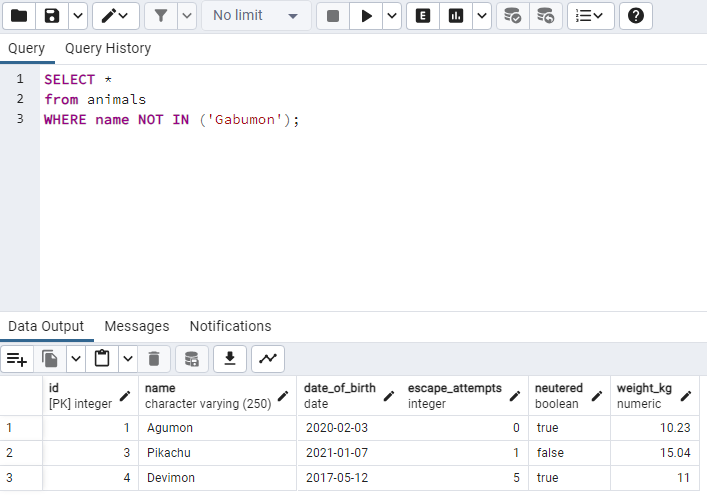 No limit
E
Query Query History
1 SELECT *
2 from animals
3 WHERE name NOT IN ('Gabumon');
Data Output Messages Notifications
id name date_of_birth escape_attempts neutered weight_kg
[PK] integer character varying (250) date integer boolean numeric
1 1 Agumon 2020-02-03 0 true 10.23
2 3 Pikachu 2021-01-07 1 false 15.04
3 4 Devimon 2017-05-12 5 true 11